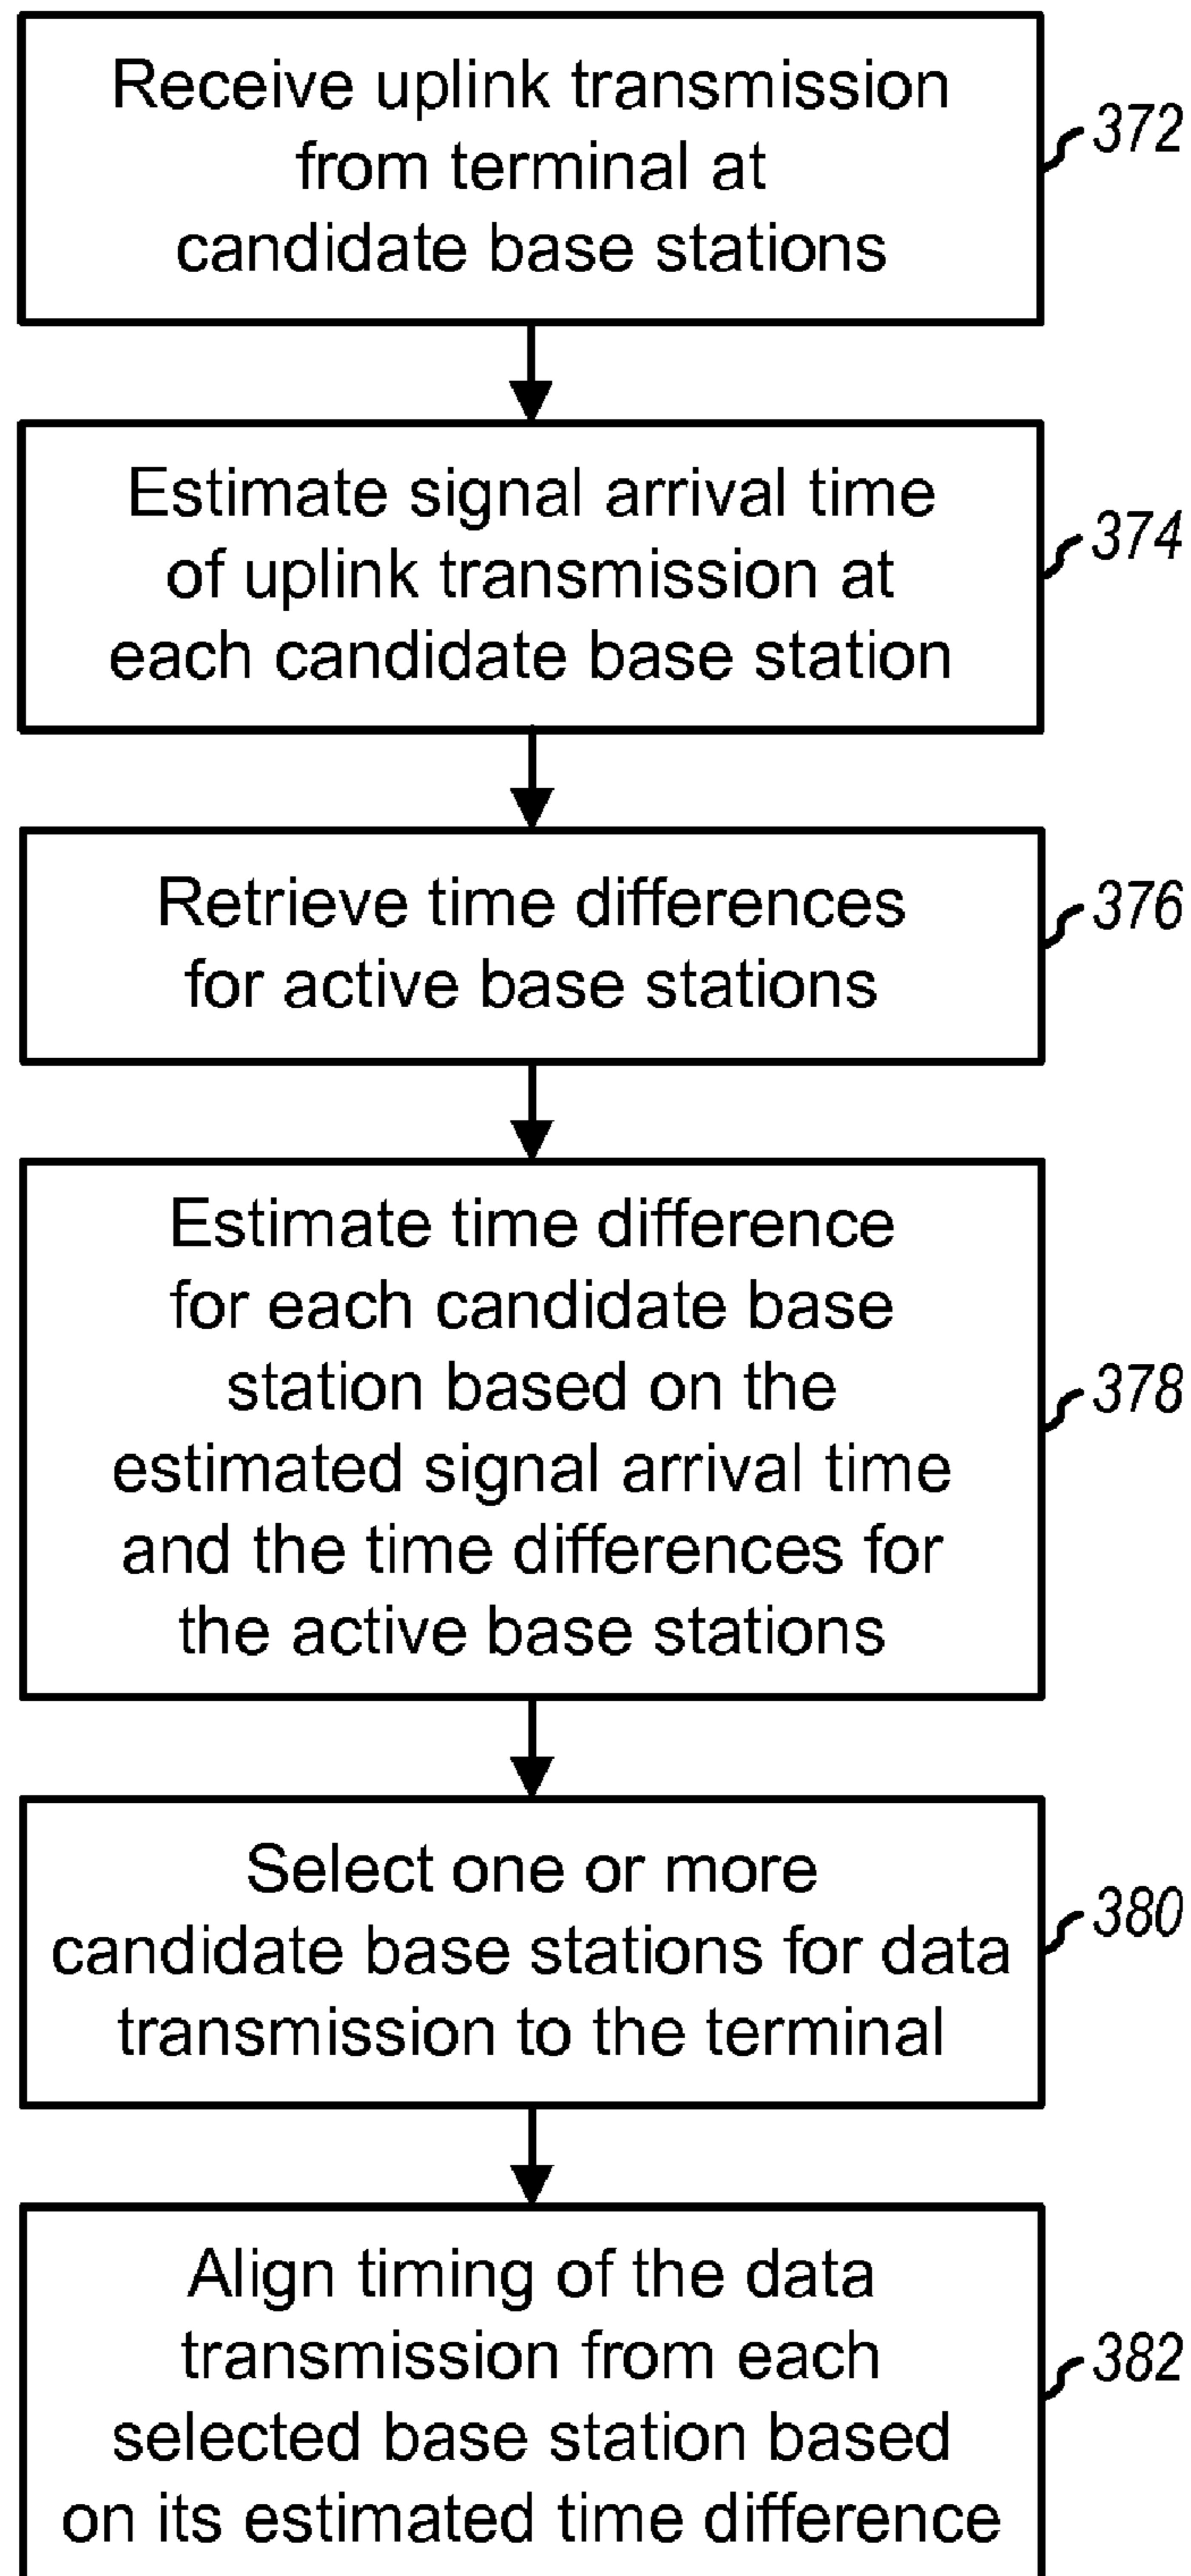 Receive uplink transmission
from terminal at
candidate base stations
372
Estimate signal arrival time
of uplink transmission at
each candidate base station
374
Retrieve time differences
for active base stations
376
Estimate time difference
for each candidate base
station based on the
estimated signal arrival time
and the time differences for
the active base stations
378
Select one or more
candidate base stations for data
transmission to the terminal
380
Align timing of the data
transmission from each
selected base station based
on its estimated time difference
382